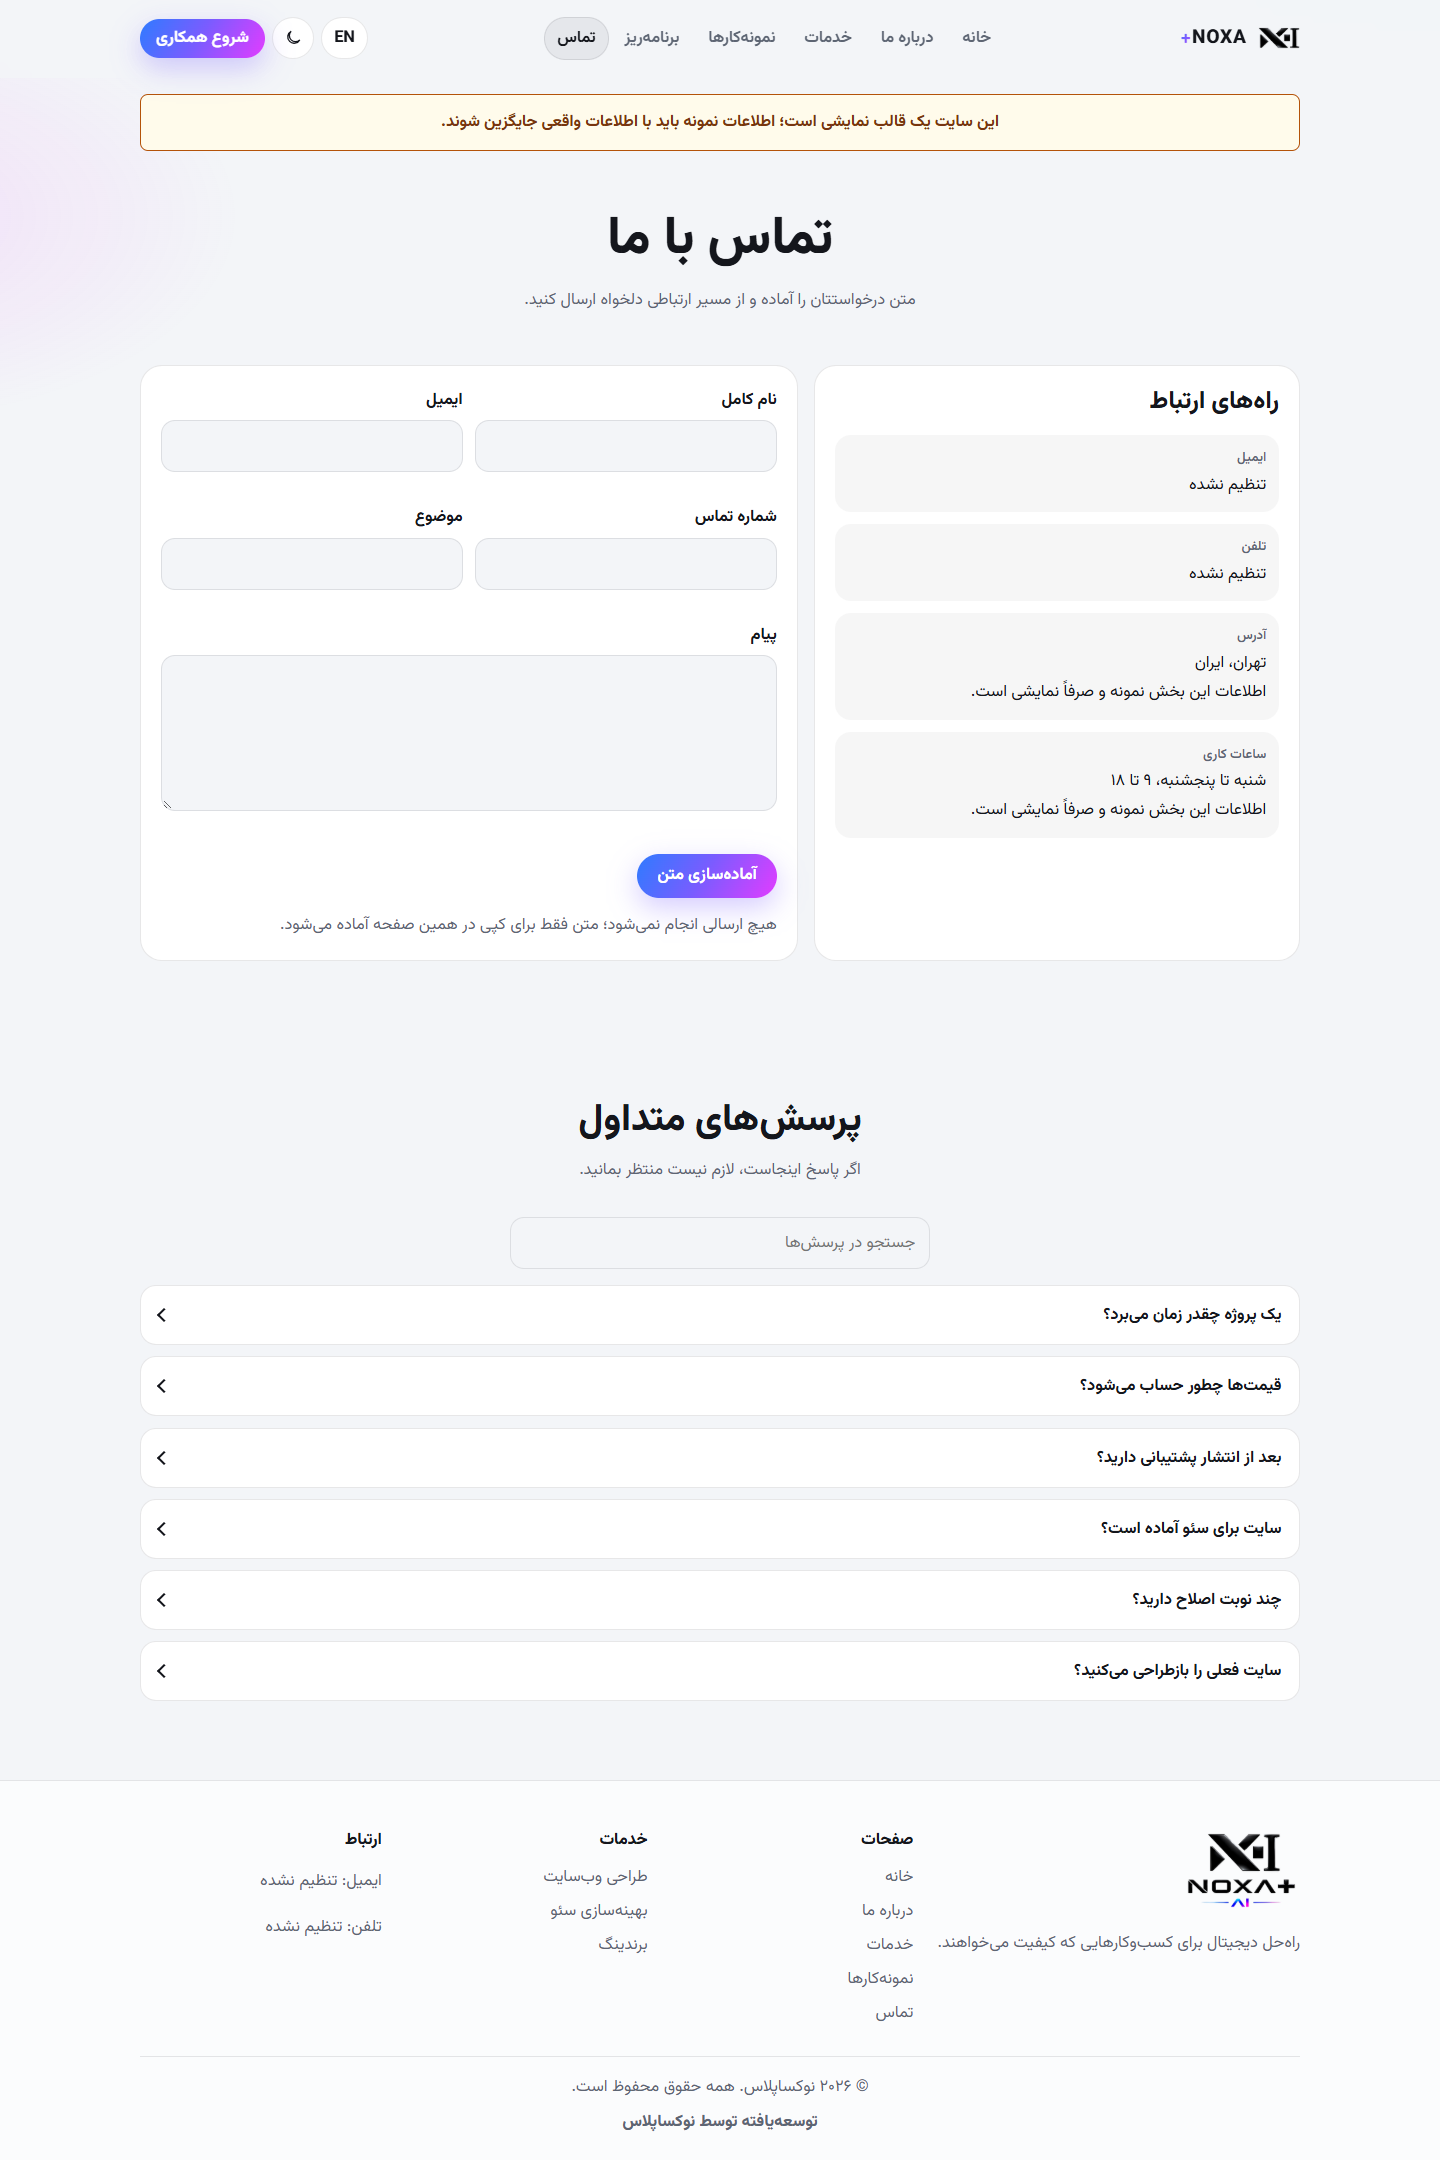 NOXA+
خانه
درباره ما
خدمات
نمونه‌کارها
برنامه‌ریز
تماس
EN
شروع همکاری
این سایت یک قالب نمایشی است؛ اطلاعات نمونه باید با اطلاعات واقعی جایگزین شوند.
تماس با ما
متن درخواستتان را آماده و از مسیر ارتباطی دلخواه ارسال کنید.
راه‌های ارتباط
ایمیل
تنظیم نشده
تلفن
تنظیم نشده
آدرس
تهران، ایران
اطلاعات این بخش نمونه و صرفاً نمایشی است.
ساعات کاری
شنبه تا پنجشنبه، ۹ تا ۱۸
اطلاعات این بخش نمونه و صرفاً نمایشی است.
نام کامل
ایمیل
شماره تماس
موضوع
پیام
آماده‌سازی متن
هیچ ارسالی انجام نمی‌شود؛ متن فقط برای کپی در همین صفحه آماده می‌شود.
پرسش‌های متداول
اگر پاسخ اینجاست، لازم نیست منتظر بمانید.
جستجو در پرسش‌ها
یک پروژه چقدر زمان می‌برد؟
قیمت‌ها چطور حساب می‌شود؟
بعد از انتشار پشتیبانی دارید؟
سایت برای سئو آماده است؟
چند نوبت اصلاح دارید؟
سایت فعلی را بازطراحی می‌کنید؟
NOXA+
AI
راه‌حل دیجیتال برای کسب‌وکارهایی که کیفیت می‌خواهند.
صفحات
خانه
درباره ما
خدمات
نمونه‌کارها
تماس
خدمات
طراحی وب‌سایت
بهینه‌سازی سئو
برندینگ
ارتباط
ایمیل: تنظیم نشده
تلفن: تنظیم نشده
© ۲۰۲۶ نوکساپلاس. همه حقوق محفوظ است.
توسعه‌یافته توسط نوکساپلاس